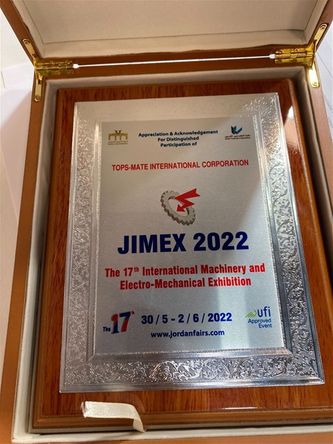 Appreciation & Acknowledgement
For Distinguished
Participation of
TOPS-MATE INTERNATIONAL CORPORATION
JIMEX 2022
The 17th International Machinery and
Electro-Mechanical Exhibition
The 17th 30 / 5 - 2 / 6 / 2022
www.jordanfairs.com
ufi
Approved
Event